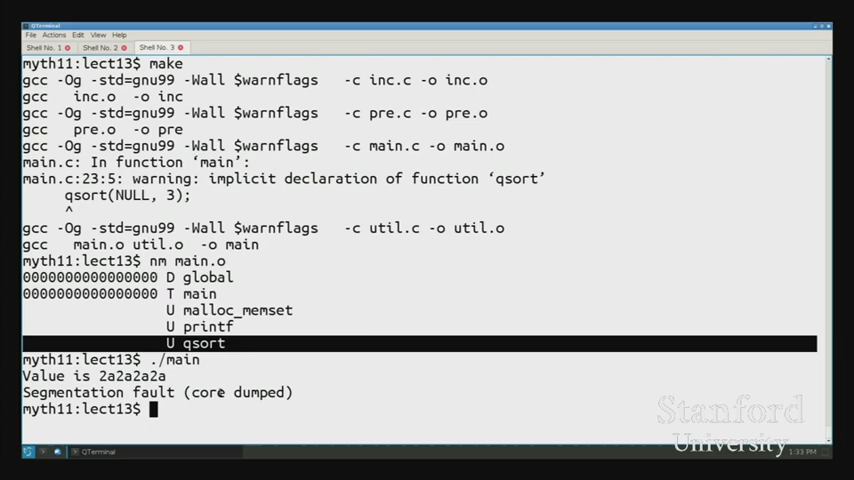 QTerminal
File Actions Edit View Help
Shell No. 1 Shell No. 2 Shell No. 3
myth11:lect13$ make
gcc -Og -std=gnu99 -Wall $warnflags -c inc.c -o inc.o
gcc inc.o -o inc
gcc -Og -std=gnu99 -Wall $warnflags -c pre.c -o pre.o
gcc pre.o -o pre
gcc -Og -std=gnu99 -Wall $warnflags -c main.c -o main.o
main.c: In function ‘main’:
main.c:23:5: warning: implicit declaration of function ‘qsort’
qsort(NULL, 3);
^
gcc -Og -std=gnu99 -Wall $warnflags -c util.c -o util.o
gcc main.o util.o -o main
myth11:lect13$ nm main.o
0000000000000000 D global
0000000000000000 T main
U malloc_memset
U printf
U qsort
myth11:lect13$ ./main
Value is 2a2a2a2a
Segmentation fault (core dumped)
myth11:lect13$
Stanford
University
QTerminal
1:33 PM